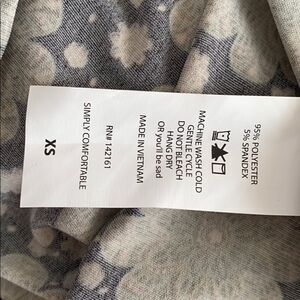 95% POLYESTER
5% SPANDEX
MACHINE WASH COLD
GENTLE CYCLE
DO NOT BLEACH
HANG DRY
OR you'll be sad
MADE IN VIETNAM
RN# 142161
SIMPLY COMFORTABLE
XS